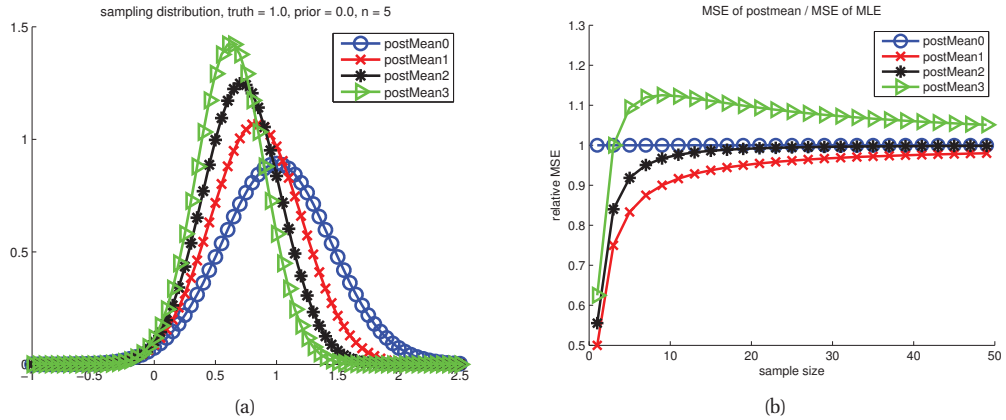 sampling distribution, truth = 1.0, prior = 0.0, n = 5
1.5
1
0.5
0
-1
-0.5
0
0.5
1
1.5
2
2.5
postMean0
postMean1
postMean2
postMean3
(a)
MSE of postmean / MSE of MLE
relative MSE
1.3
1.2
1.1
1
0.9
0.8
0.7
0.6
0.5
0
10
20
30
40
50
sample size
postMean0
postMean1
postMean2
postMean3
(b)